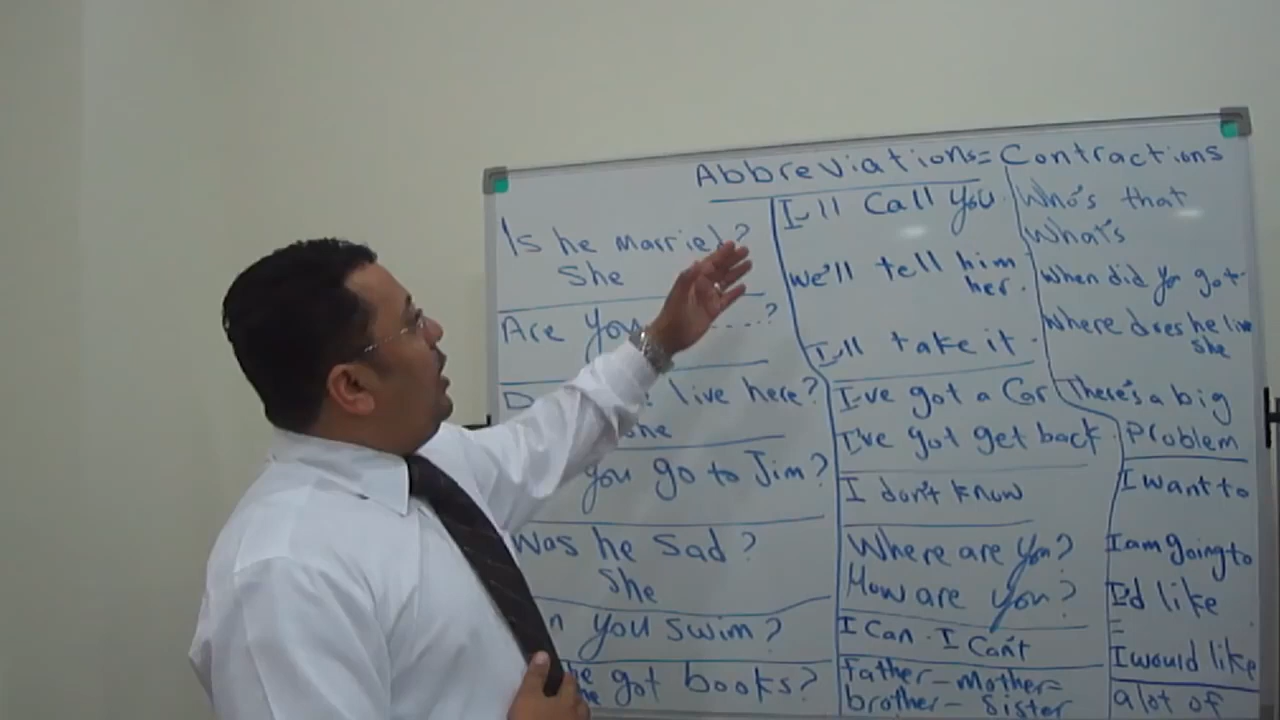 Abbreviations = Contractions
Is he married?
She
Are you ....?
live here?
you go to Jim?
Was he sad?
She
you swim?
got books?
I'll call you
We'll tell him
her.
I'll take it.
I've got a Car
I've got get back.
I don't know
Where are you?
How are you?
I Can. I Can't
father - Mother =
brother - Sister
Who's that
What's
When did you got
Where does he live
she
There's a big
Problem
I want to
I am going to
I'd like
=
I would like
a lot of